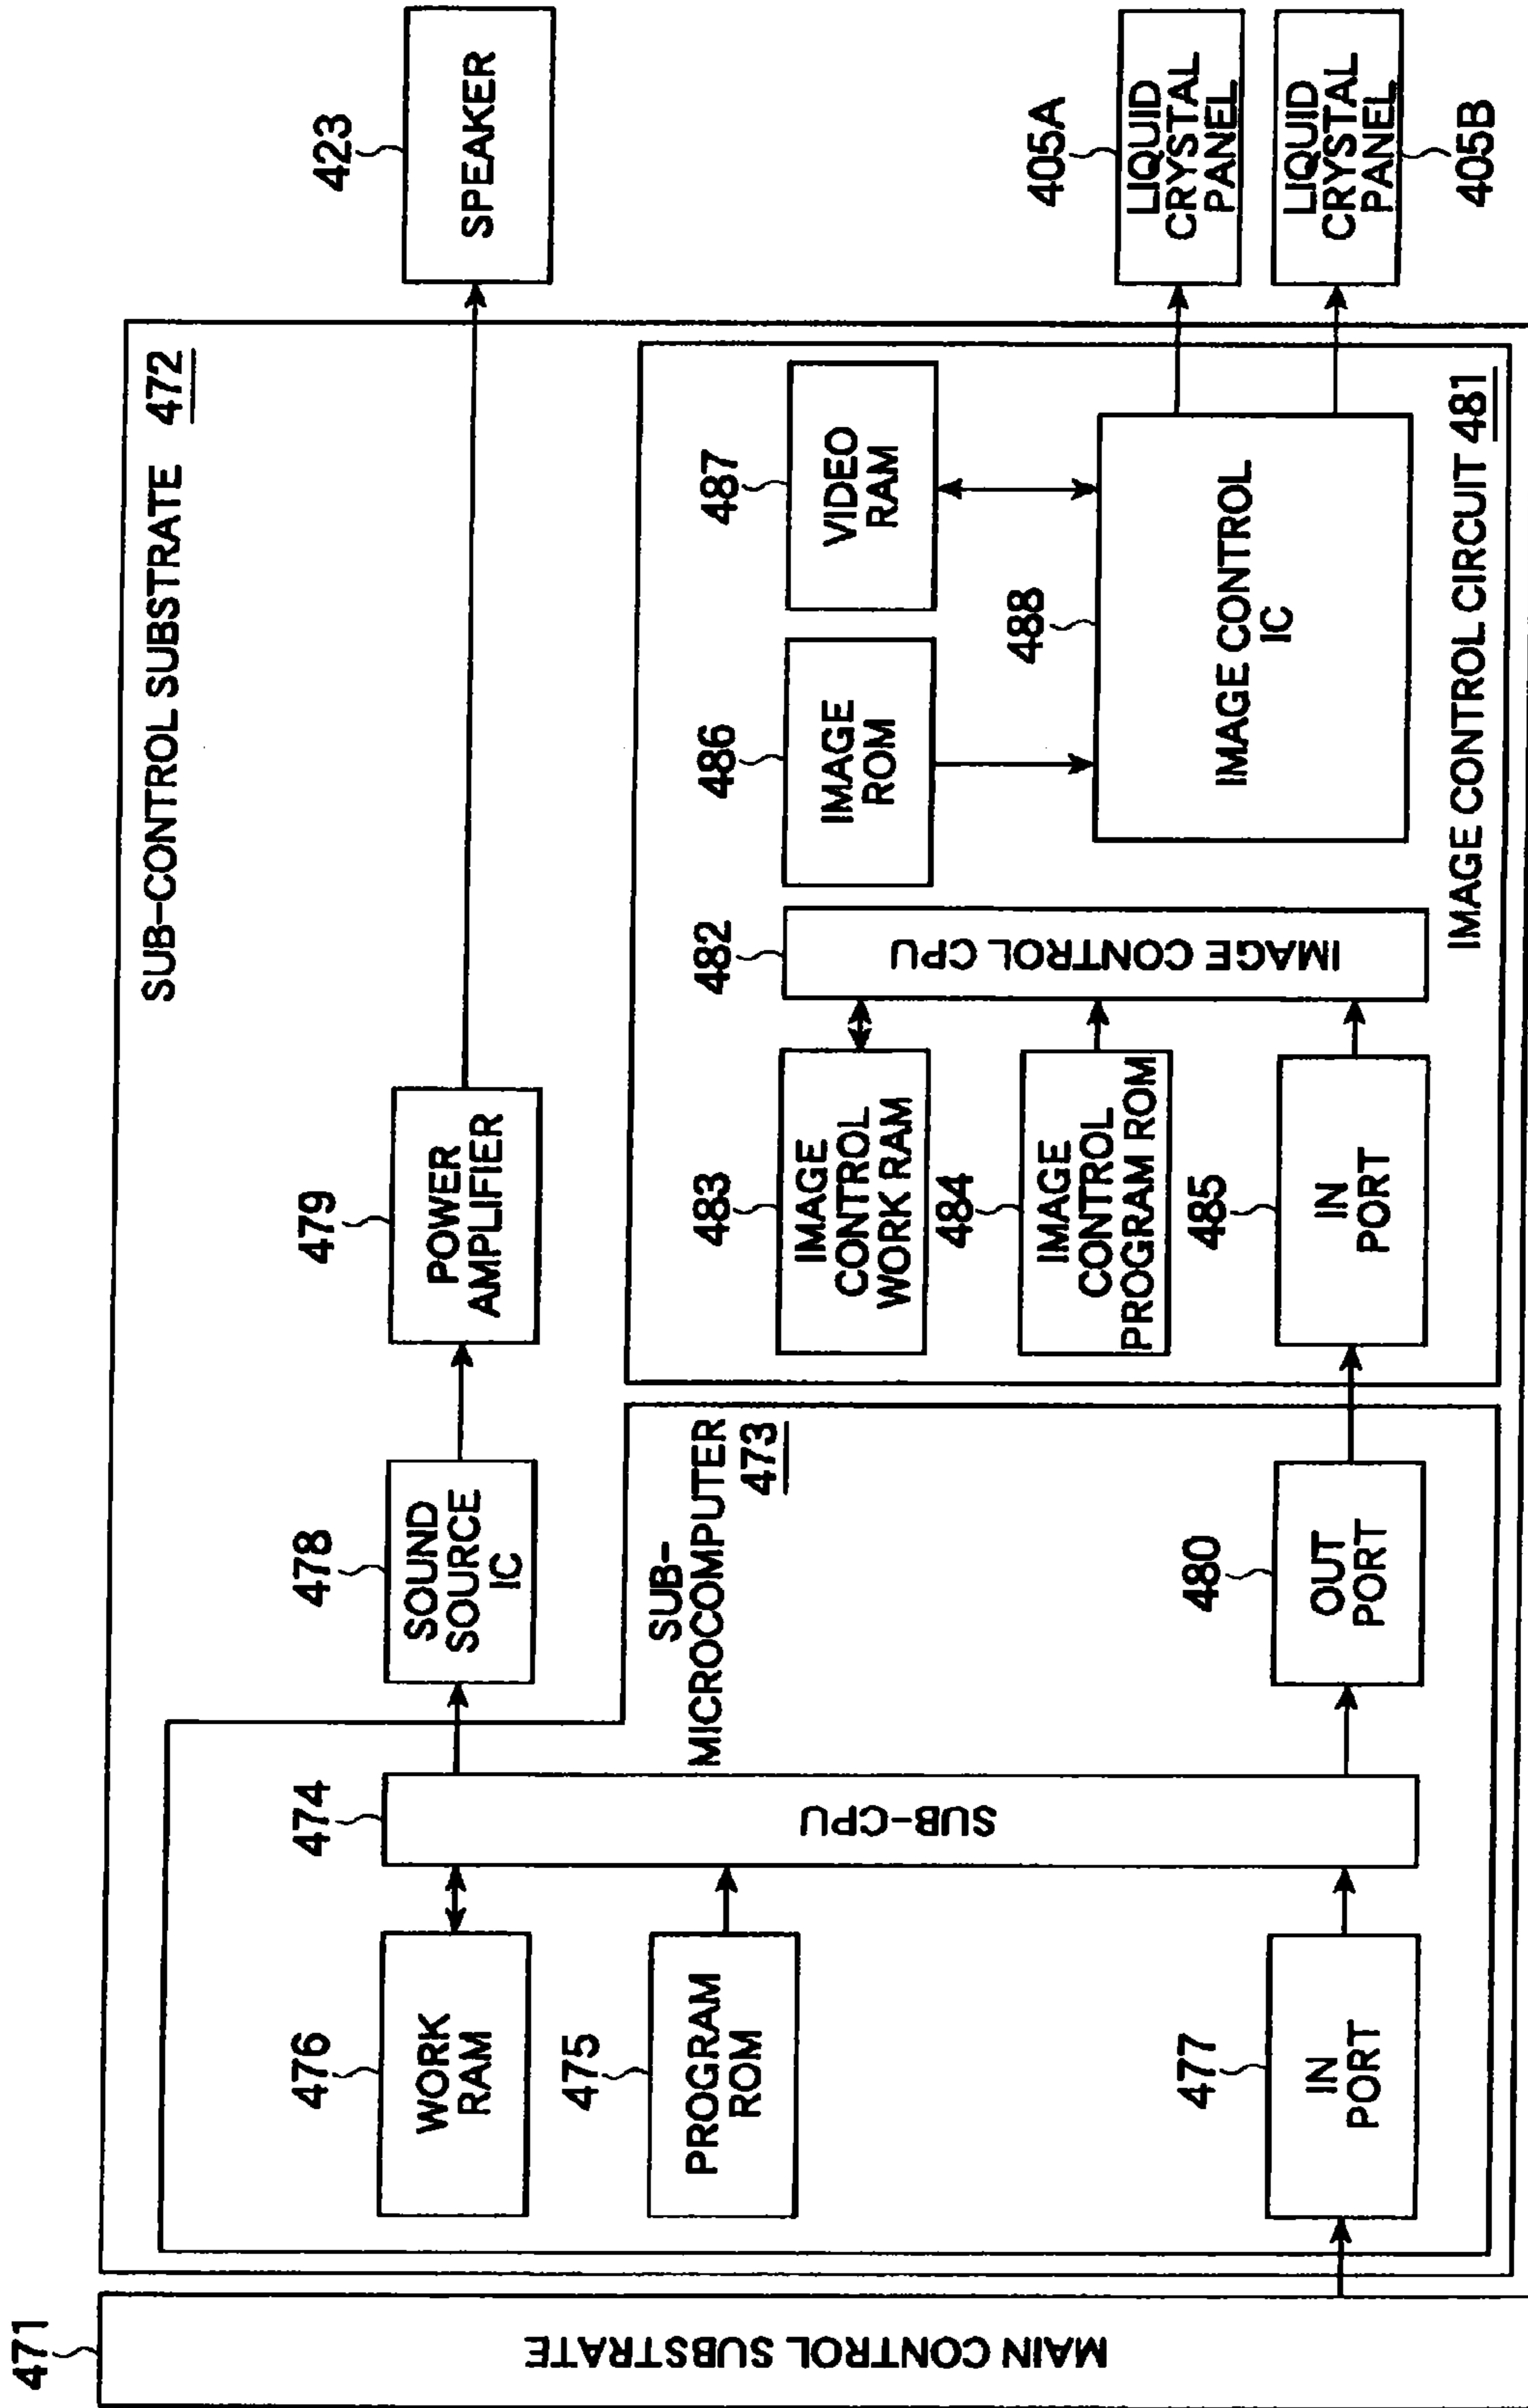 471
MAIN CONTROL SUBSTRATE
SUB-CONTROL SUBSTRATE 472
476
WORK
RAM
475
PROGRAM
ROM
477
IN
PORT
474
SUB-CPU
SUB-
MICROCOMPUTER
473
478
SOUND
SOURCE
IC
479
POWER
AMPLIFIER
423
SPEAKER
480
OUT
PORT
483
IMAGE
CONTROL
WORK RAM
484
IMAGE
CONTROL
PROGRAM ROM
485
IN
PORT
482
IMAGE CONTROL CPU
486
IMAGE
ROM
487
VIDEO
RAM
488
IMAGE CONTROL
IC
IMAGE CONTROL CIRCUIT 481
405A
LIQUID
CRYSTAL
PANEL
LIQUID
CRYSTAL
PANEL
405B